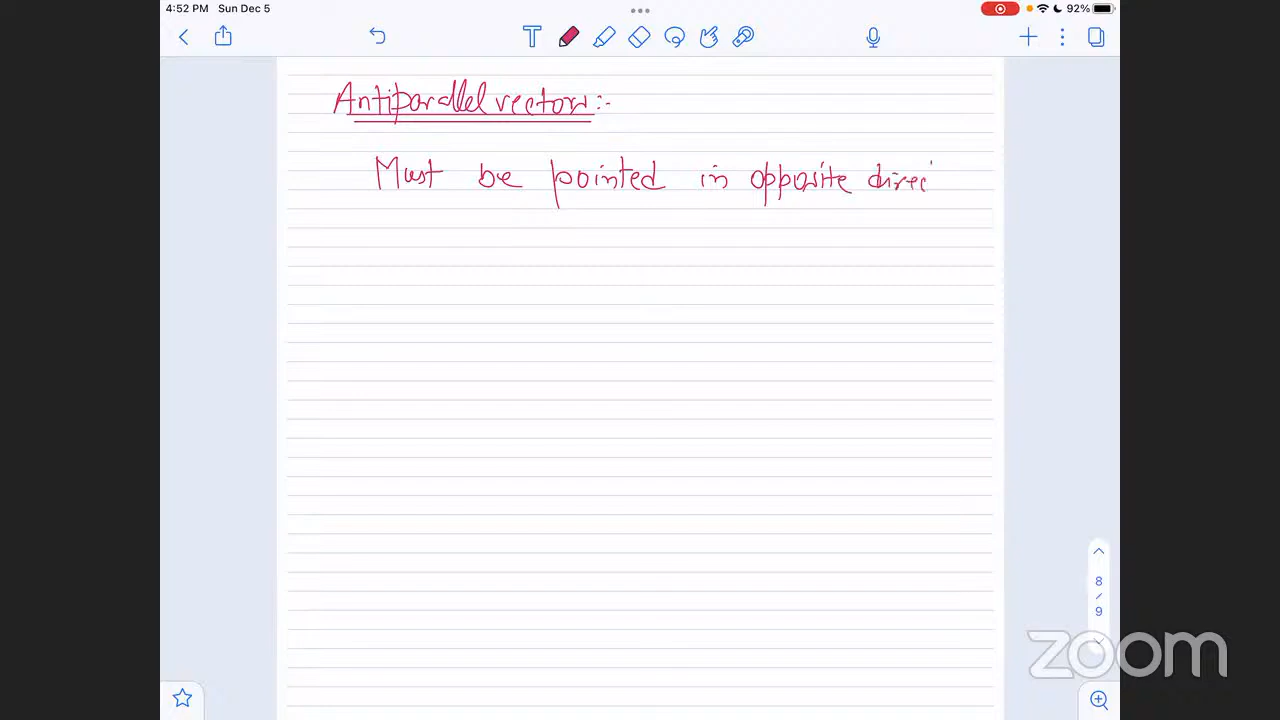 4:52 PM Sun Dec 5
92%
Antiparallel vectors:-
Must be pointed in opposite direc
8
/
9
zoom